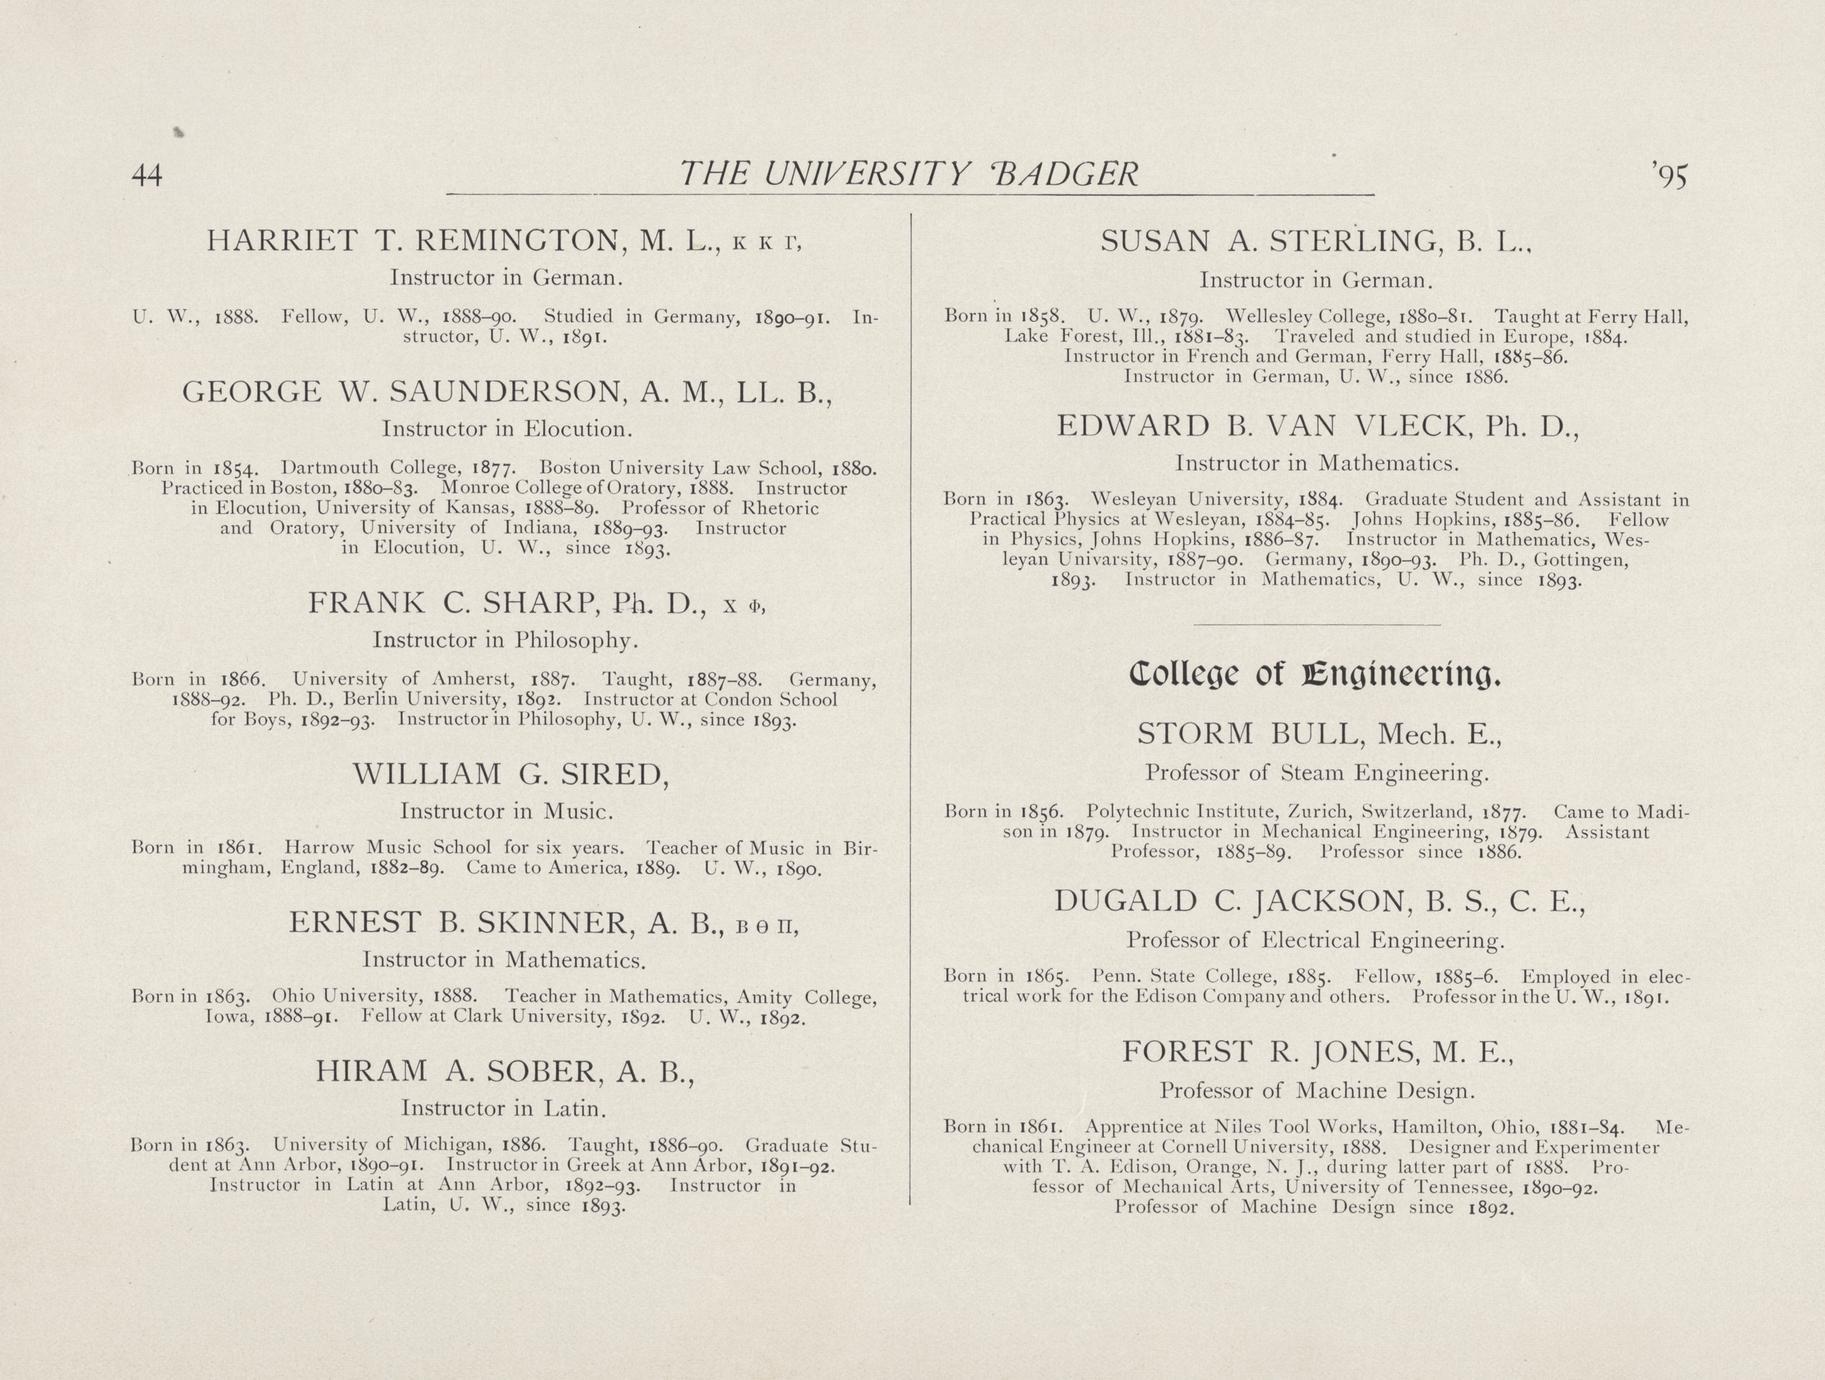 44
THE UNIVERSITY BADGER
'95
HARRIET T. REMINGTON, M. L., K K Γ,
Instructor in German.
U. W., 1888. Fellow, U. W., 1888–90. Studied in Germany, 1890–91. In-
structor, U. W., 1891.
GEORGE W. SAUNDERSON, A. M., LL. B.,
Instructor in Elocution.
Born in 1854. Dartmouth College, 1877. Boston University Law School, 1880.
Practiced in Boston, 1880–83. Monroe College of Oratory, 1888. Instructor
in Elocution, University of Kansas, 1888–89. Professor of Rhetoric
and Oratory, University of Indiana, 1889–93. Instructor
in Elocution, U. W., since 1893.
FRANK C. SHARP, Ph. D., X Φ,
Instructor in Philosophy.
Born in 1866. University of Amherst, 1887. Taught, 1887–88. Germany,
1888–92. Ph. D., Berlin University, 1892. Instructor at Condon School
for Boys, 1892–93. Instructor in Philosophy, U. W., since 1893.
WILLIAM G. SIRED,
Instructor in Music.
Born in 1861. Harrow Music School for six years. Teacher of Music in Bir-
mingham, England, 1882–89. Came to America, 1889. U. W., 1890.
ERNEST B. SKINNER, A. B., B Θ Π,
Instructor in Mathematics.
Born in 1863. Ohio University, 1888. Teacher in Mathematics, Amity College,
Iowa, 1888–91. Fellow at Clark University, 1892. U. W., 1892.
HIRAM A. SOBER, A. B.,
Instructor in Latin.
Born in 1863. University of Michigan, 1886. Taught, 1886–90. Graduate Stu-
dent at Ann Arbor, 1890–91. Instructor in Greek at Ann Arbor, 1891–92.
Instructor in Latin at Ann Arbor, 1892–93. Instructor in
Latin, U. W., since 1893.
SUSAN A. STERLING, B. L.,
Instructor in German.
Born in 1858. U. W., 1879. Wellesley College, 1880–81. Taught at Ferry Hall,
Lake Forest, Ill., 1881–83. Traveled and studied in Europe, 1884.
Instructor in French and German, Ferry Hall, 1885–86.
Instructor in German, U. W., since 1886.
EDWARD B. VAN VLECK, Ph. D.,
Instructor in Mathematics.
Born in 1863. Wesleyan University, 1884. Graduate Student and Assistant in
Practical Physics at Wesleyan, 1884–85. Johns Hopkins, 1885–86. Fellow
in Physics, Johns Hopkins, 1886–87. Instructor in Mathematics, Wes-
leyan Univarsity, 1887–90. Germany, 1890–93. Ph. D., Gottingen,
1893. Instructor in Mathematics, U. W., since 1893.
College of Engineering.
STORM BULL, Mech. E.,
Professor of Steam Engineering.
Born in 1856. Polytechnic Institute, Zurich, Switzerland, 1877. Came to Madi-
son in 1879. Instructor in Mechanical Engineering, 1879. Assistant
Professor, 1885–89. Professor since 1886.
DUGALD C. JACKSON, B. S., C. E.,
Professor of Electrical Engineering.
Born in 1865. Penn. State College, 1885. Fellow, 1885–6. Employed in elec-
trical work for the Edison Company and others. Professor in the U. W., 1891.
FOREST R. JONES, M. E.,
Professor of Machine Design.
Born in 1861. Apprentice at Niles Tool Works, Hamilton, Ohio, 1881–84. Me-
chanical Engineer at Cornell University, 1888. Designer and Experimenter
with T. A. Edison, Orange, N. J., during latter part of 1888. Pro-
fessor of Mechanical Arts, University of Tennessee, 1890–92.
Professor of Machine Design since 1892.